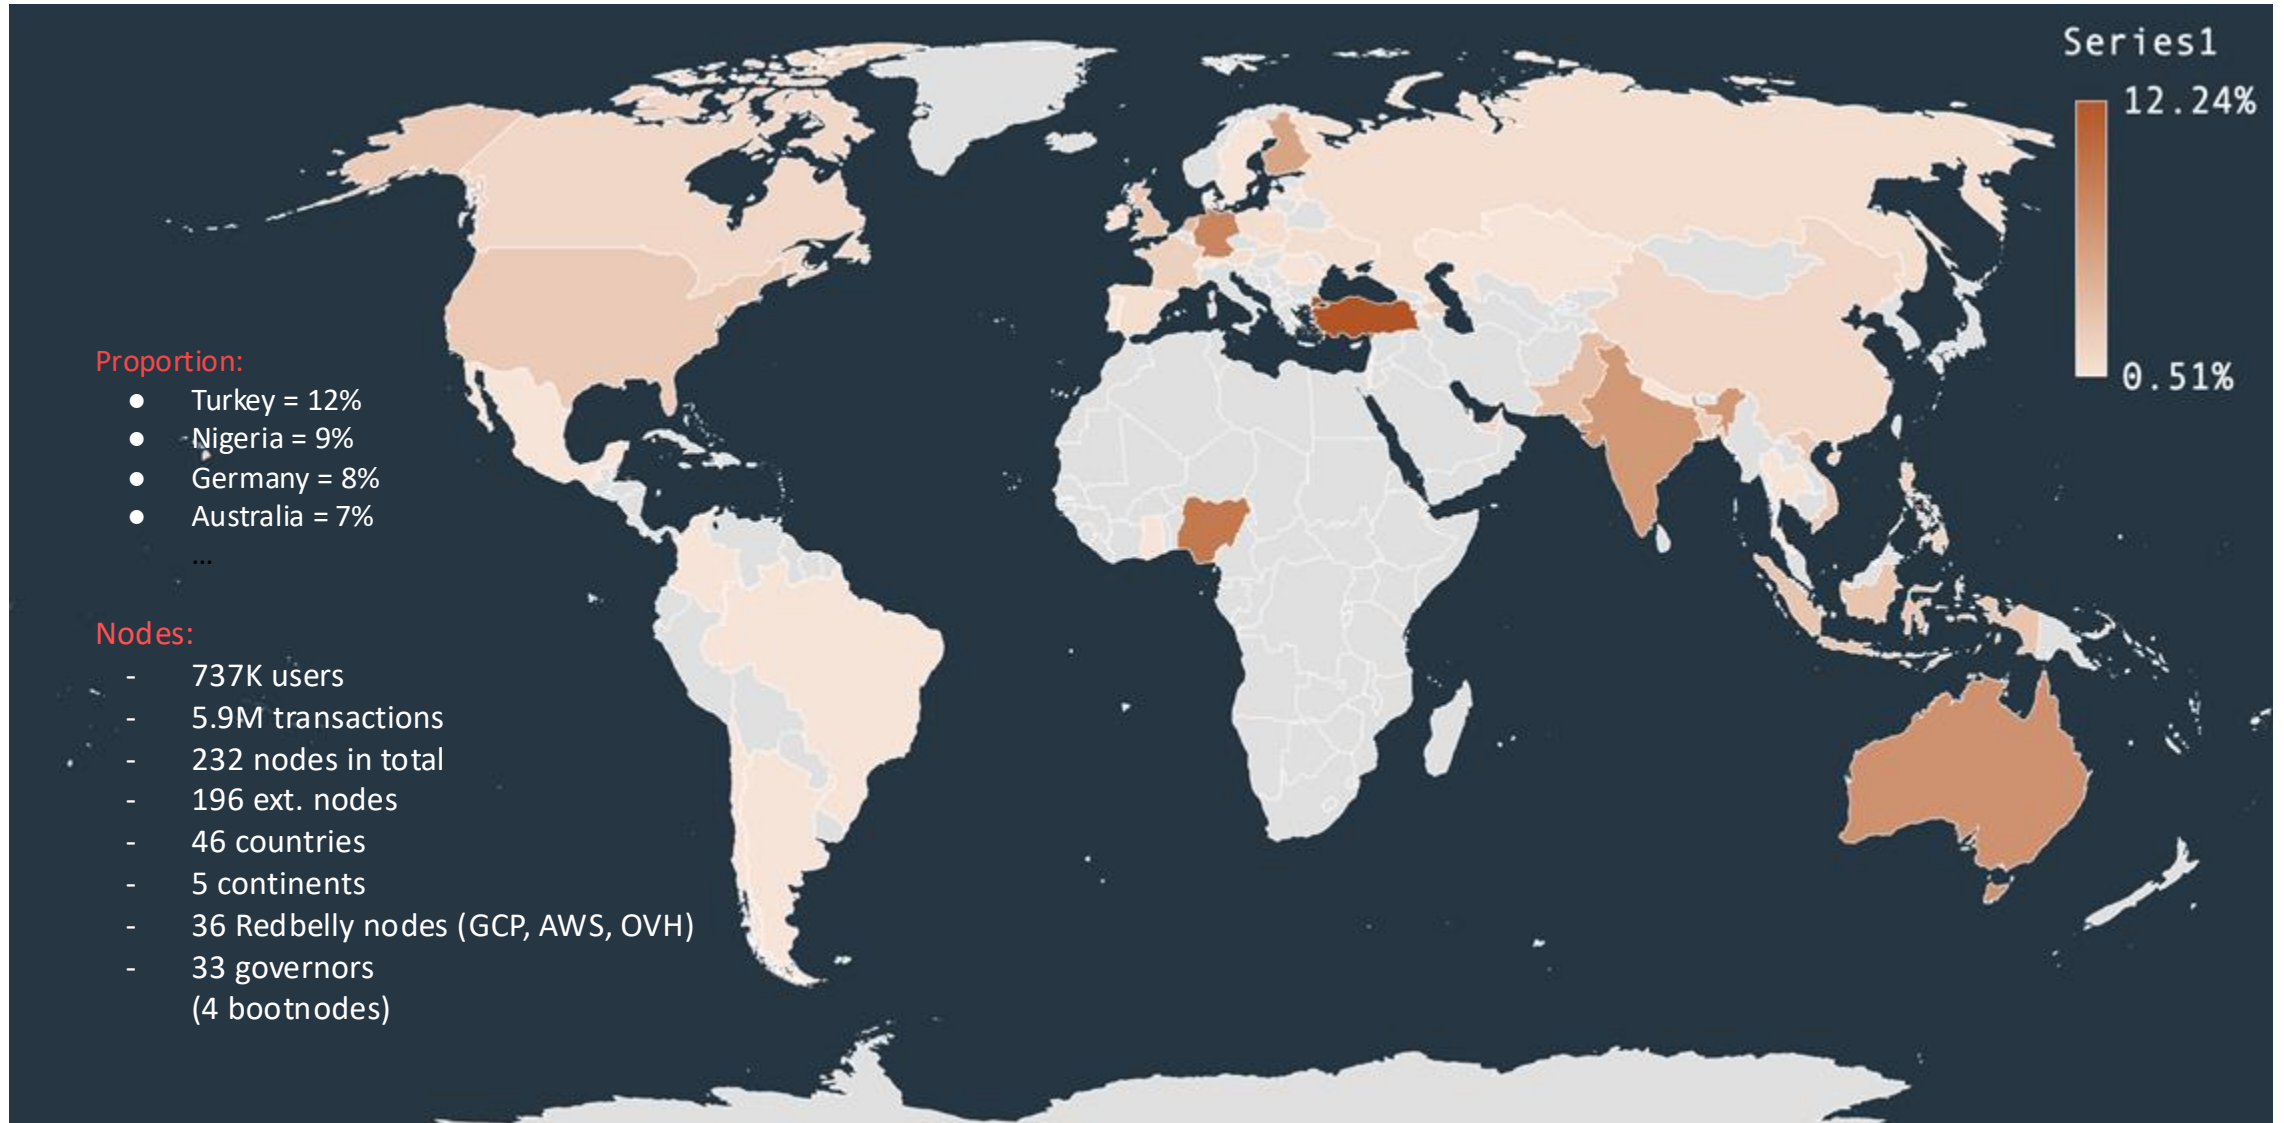 Series1
12.24%
0.51%
Proportion:
● Turkey = 12%
● Nigeria = 9%
● Germany = 8%
● Australia = 7%
...
Nodes:
- 737K users
- 5.9M transactions
- 232 nodes in total
- 196 ext. nodes
- 46 countries
- 5 continents
- 36 Redbelly nodes (GCP, AWS, OVH)
- 33 governors
(4 bootnodes)